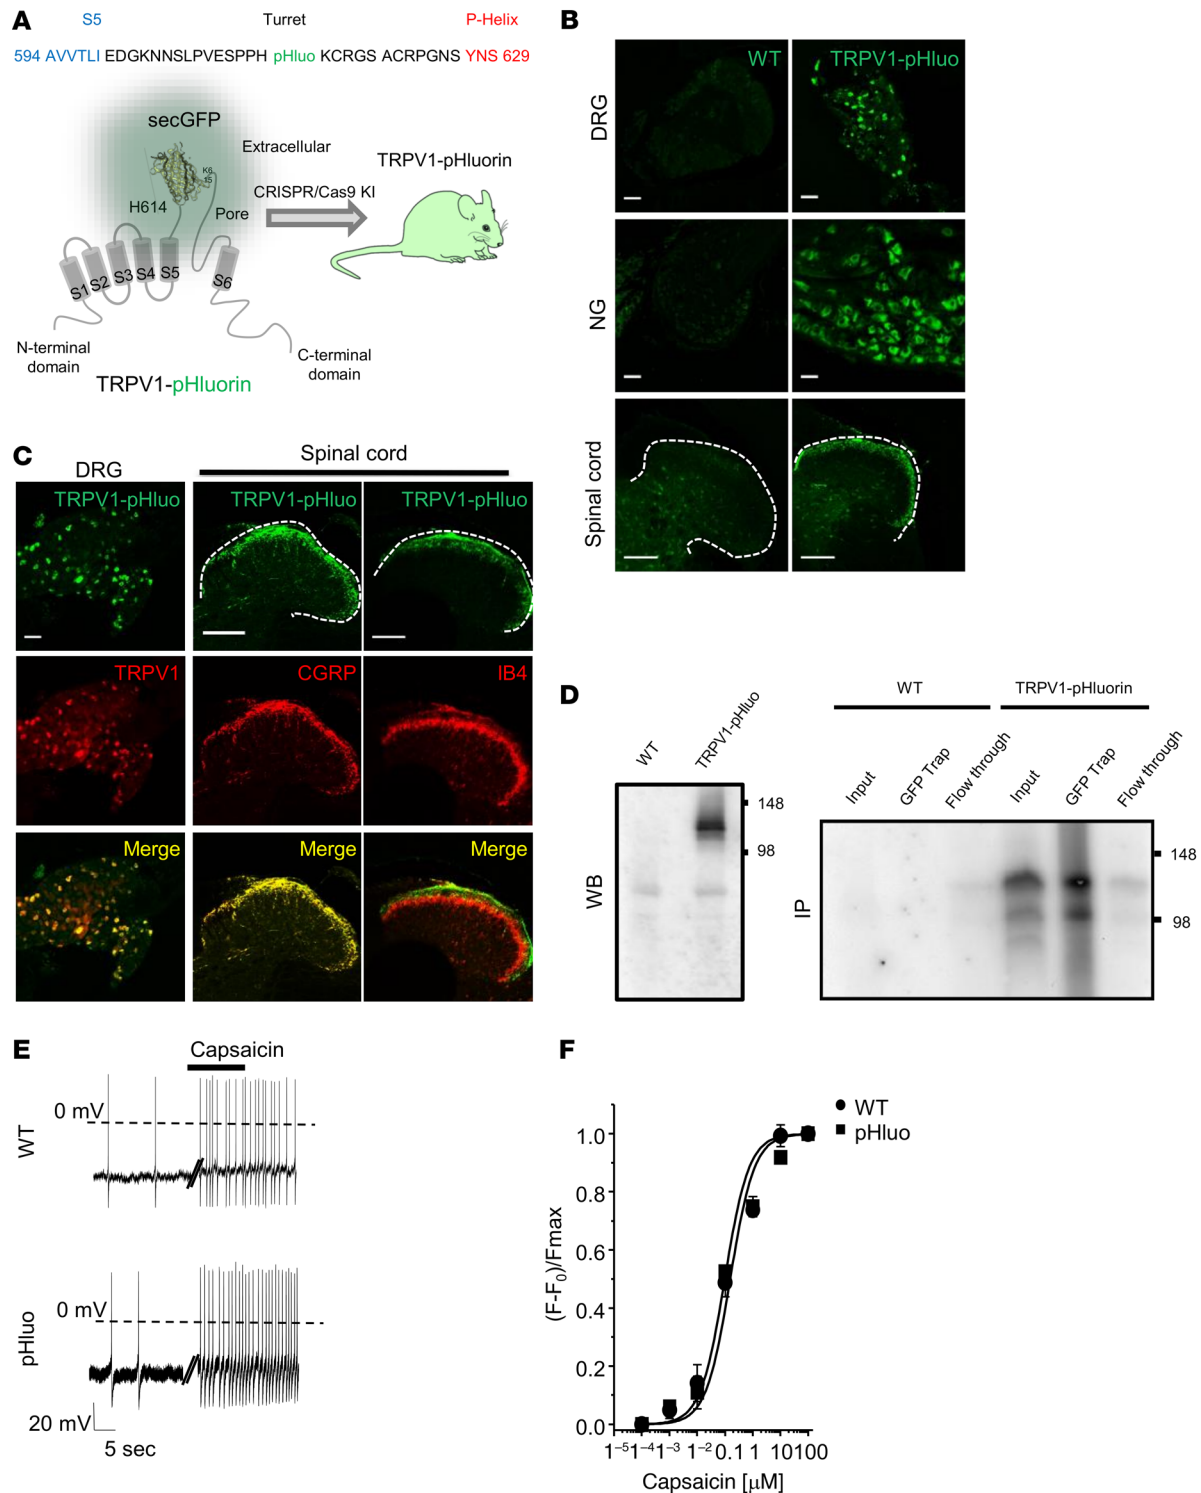 A
S5 Turret P-Helix
594 AVVTLI EDGKNNSLPVESPPH pHluo KCRGS ACRPGNS YNS 629
secGFP
Extracellular
K6
15
TRPV1-pHluorin
CRISPR/Cas9 KI
H614
Pore
S1 S2 S3 S4 S5 S6
N-terminal
domain
C-terminal
domain
TRPV1-pHluorin
B
WT TRPV1-pHluo
DRG
NG
Spinal cord
C
DRG Spinal cord
TRPV1-pHluo TRPV1-pHluo TRPV1-pHluo
TRPV1 CGRP IB4
Merge Merge Merge
D
WT TRPV1-pHluo
148
98
WB
WT TRPV1-pHluorin
Input GFP Trap Flow through Input GFP Trap Flow through
148
98
IP
E
Capsaicin
0 mV
WT
0 mV
pHluo
20 mV
5 sec
F
WT
pHluo
1.0
0.8
0.6
0.4
0.2
0.0
(F-F0)/Fmax
1–5 1–4 1–3 1–2 0.1 1 10 100
Capsaicin [µM]